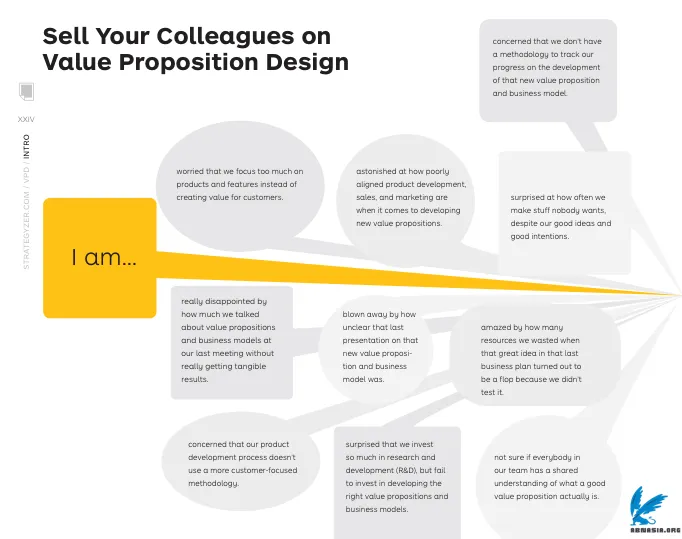 Sell Your Colleagues on
Value Proposition Design
XXIV
STRATEGYZER.COM / VPD / INTRO
concerned that we don't have
a methodology to track our
progress on the development
of that new value proposition
and business model.
worried that we focus too much on
products and features instead of
creating value for customers.
astonished at how poorly
aligned product development,
sales, and marketing are
when it comes to developing
new value propositions.
surprised at how often we
make stuff nobody wants,
despite our good ideas and
good intentions.
I am...
really disappointed by
how much we talked
about value propositions
and business models at
our last meeting without
really getting tangible
results.
blown away by how
unclear that last
presentation on that
new value proposi-
tion and business
model was.
amazed by how many
resources we wasted when
that great idea in that last
business plan turned out to
be a flop because we didn't
test it.
concerned that our product
development process doesn't
use a more customer-focused
methodology.
surprised that we invest
so much in research and
development (R&D), but fail
to invest in developing the
right value propositions and
business models.
not sure if everybody in
our team has a shared
understanding of what a good
value proposition actually is.
ABNASIA.ORG